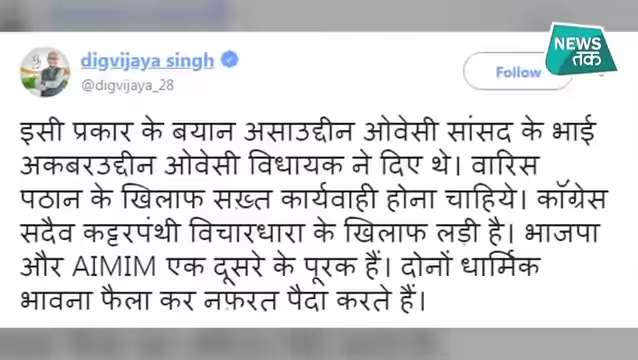 digvijaya singh
@digvijaya_28
Follow
NEWS
तक
इसी प्रकार के बयान असाउद्दीन ओवेसी सांसद के भाई
अकबरउद्दीन ओवेसी विधायक ने दिए थे। वारिस
पठान के खिलाफ सख़्त कार्यवाही होना चाहिये। कॉंग्रेस
सदैव कट्टरपंथी विचारधारा के खिलाफ लड़ी है। भाजपा
और AIMIM एक दूसरे के पूरक हैं। दोनों धार्मिक
भावना फैला कर नफ़रत पैदा करते हैं।